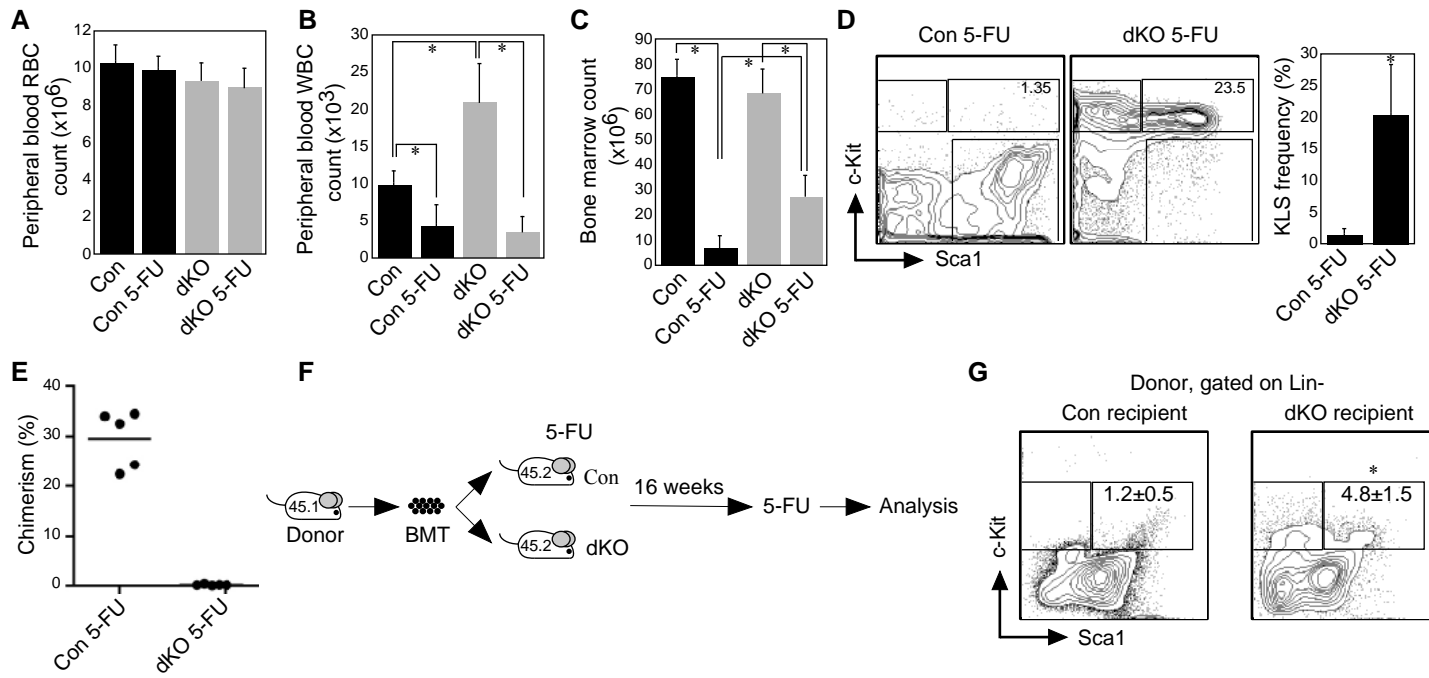 A
Peripheral blood RBC
count (x10⁶)
12
10
8
6
4
2
0
Con
Con 5-FU
dKO
dKO 5-FU
B
Peripheral blood WBC
count (x10³)
30
25
20
15
10
5
0
*
*
*
Con
Con 5-FU
dKO
dKO 5-FU
C
Bone marrow count
(x10⁶)
90
80
70
60
50
40
30
20
10
0
*
*
*
Con
Con 5-FU
dKO
dKO 5-FU
D
Con 5-FU
dKO 5-FU
1.35
23.5
c-Kit
Sca1
KLS frequency (%)
30
25
20
15
10
5
0
*
Con 5-FU
dKO 5-FU
E
Chimerism (%)
40
30
20
10
0
Con 5-FU
dKO 5-FU
F
45.1
Donor
BMT
5-FU
45.2
Con
45.2
dKO
16 weeks
5-FU
Analysis
G
Donor, gated on Lin-
Con recipient
dKO recipient
*
1.2±0.5
4.8±1.5
c-Kit
Sca1